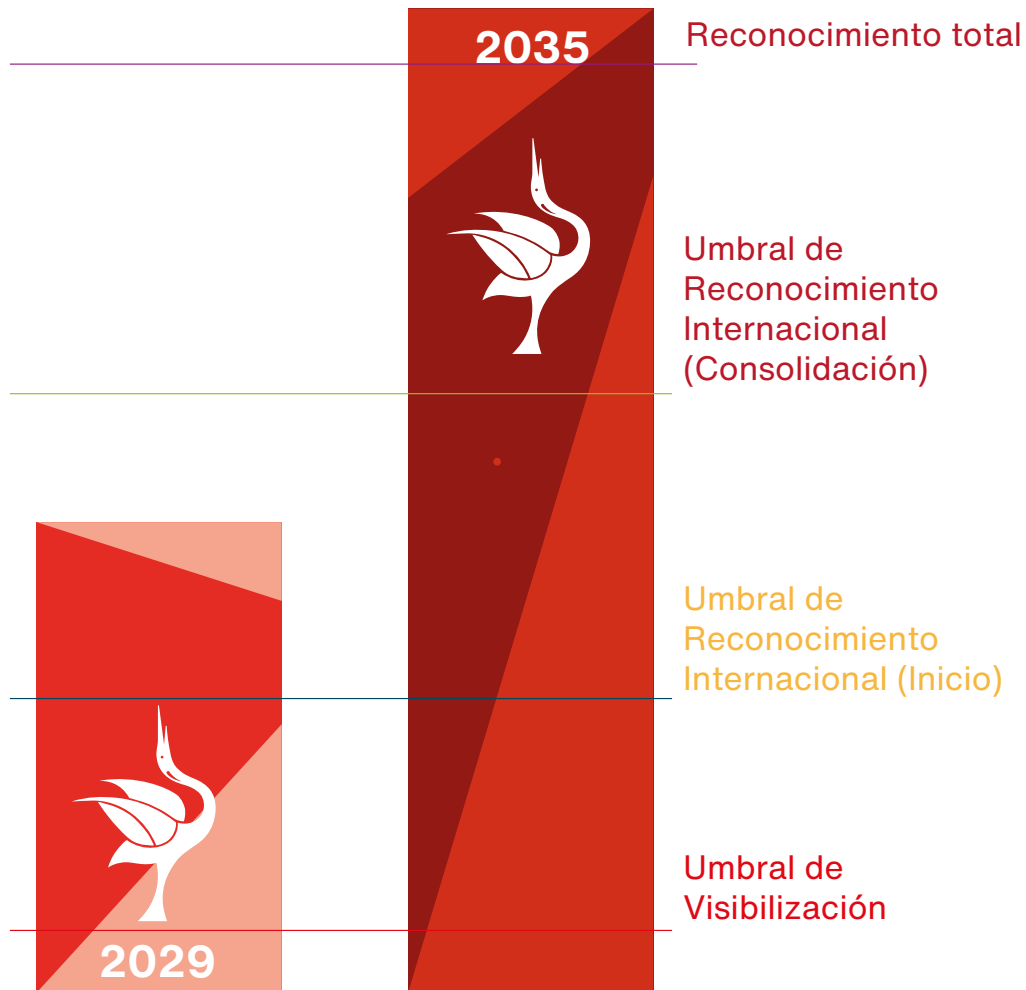 2035
Reconocimiento total
Umbral de
Reconocimiento
Internacional
(Consolidación)
Umbral de
Reconocimiento
Internacional (Inicio)
Umbral de
Visibilización
2029